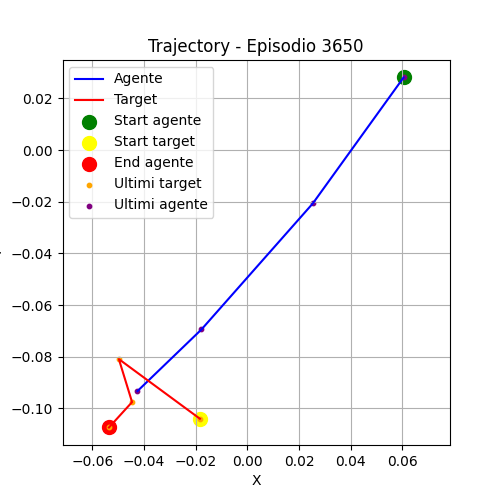 Trajectory - Episodio 3650
Agente
Target
Start agente
Start target
End agente
Ultimi target
Ultimi agente
0.02
0.00
−0.02
−0.04
−0.06
−0.08
−0.10
−0.06 −0.04 −0.02 0.00 0.02 0.04 0.06
X